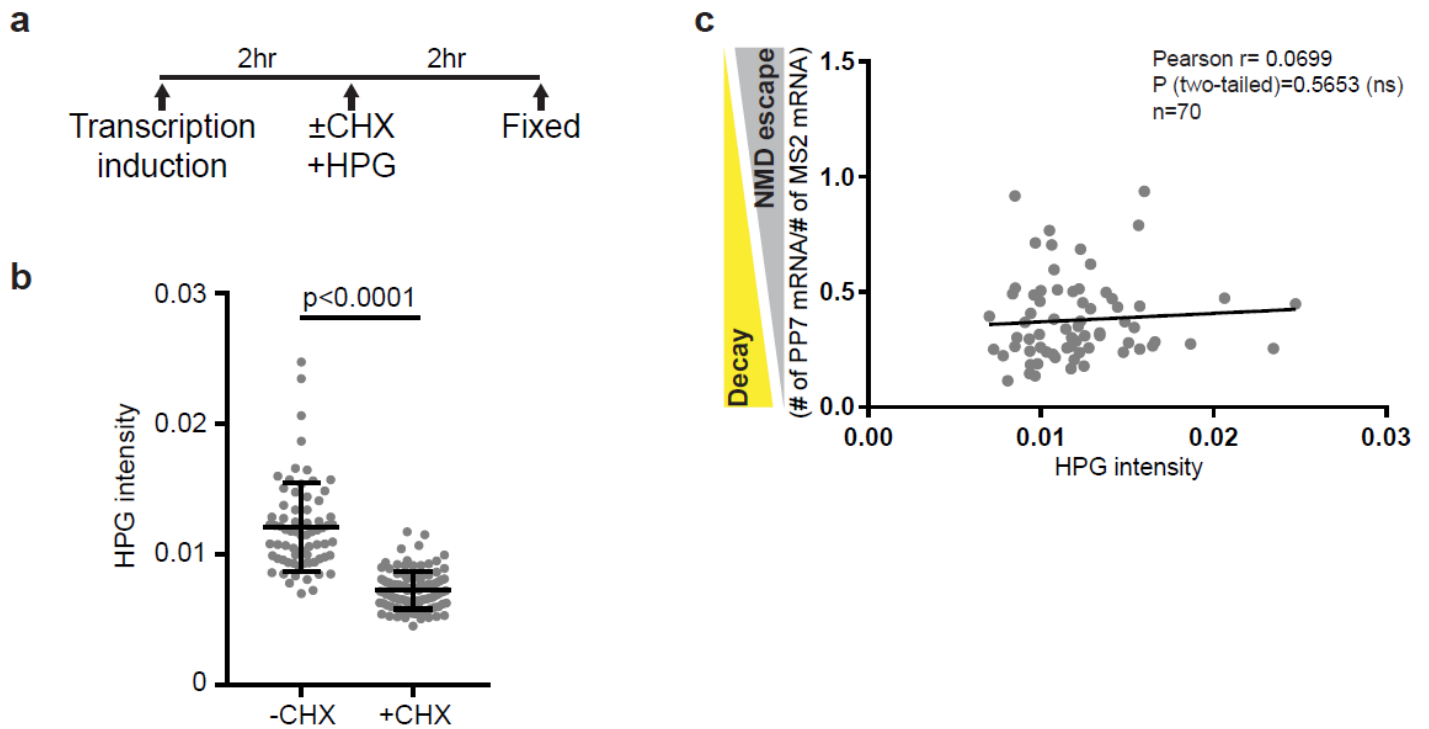 a
2hr 2hr
Transcription induction
±CHX
+HPG
Fixed
b
HPG intensity
0.03
0.02
0.01
0
p<0.0001
-CHX +CHX
c
Decay
NMD escape
(# of PP7 mRNA/# of MS2 mRNA)
1.5
1.0
0.5
0.0
Pearson r= 0.0699
P (two-tailed)=0.5653 (ns)
n=70
0.00 0.01 0.02 0.03
HPG intensity